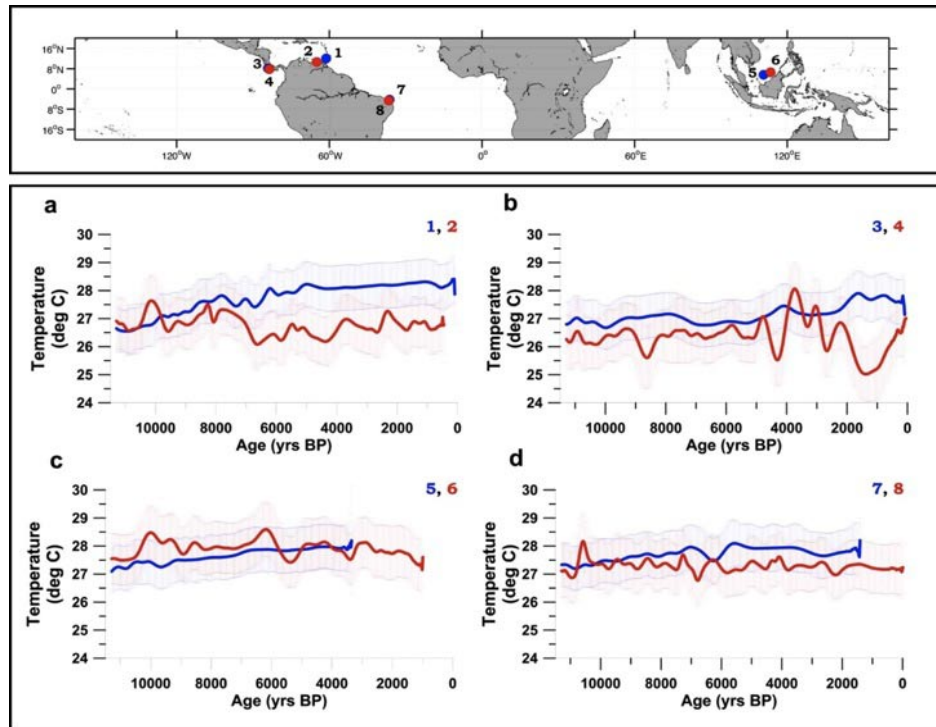 16°N
8°N
0°
8°S
16°S
16°N
8°N
0°
8°S
16°S
120°W
60°W
0°
60°E
120°E
1
2
3
4
5
6
7
8
a
1, 2
Temperature
(deg C)
30
29
28
27
26
25
24
10000 8000 6000 4000 2000 0
Age (yrs BP)
b
3, 4
Temperature
(deg C)
30
29
28
27
26
25
24
10000 8000 6000 4000 2000 0
Age (yrs BP)
c
5, 6
Temperature
(deg C)
30
29
28
27
26
25
24
10000 8000 6000 4000 2000 0
Age (yrs BP)
d
7, 8
Temperature
(deg C)
30
29
28
27
26
25
24
10000 8000 6000 4000 2000 0
Age (yrs BP)